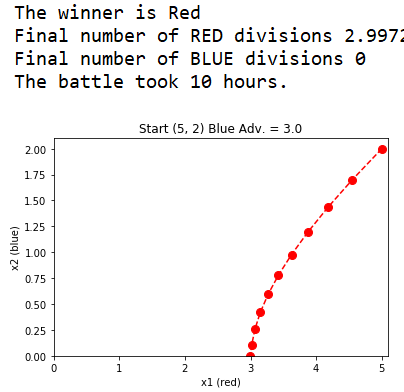 The winner is Red
Final number of RED divisions 2.9972
Final number of BLUE divisions 0
The battle took 10 hours.
Start (5, 2) Blue Adv. = 3.0
2.00
1.75
1.50
1.25
1.00
0.75
0.50
0.25
0.00
x2 (blue)
0 1 2 3 4 5
x1 (red)